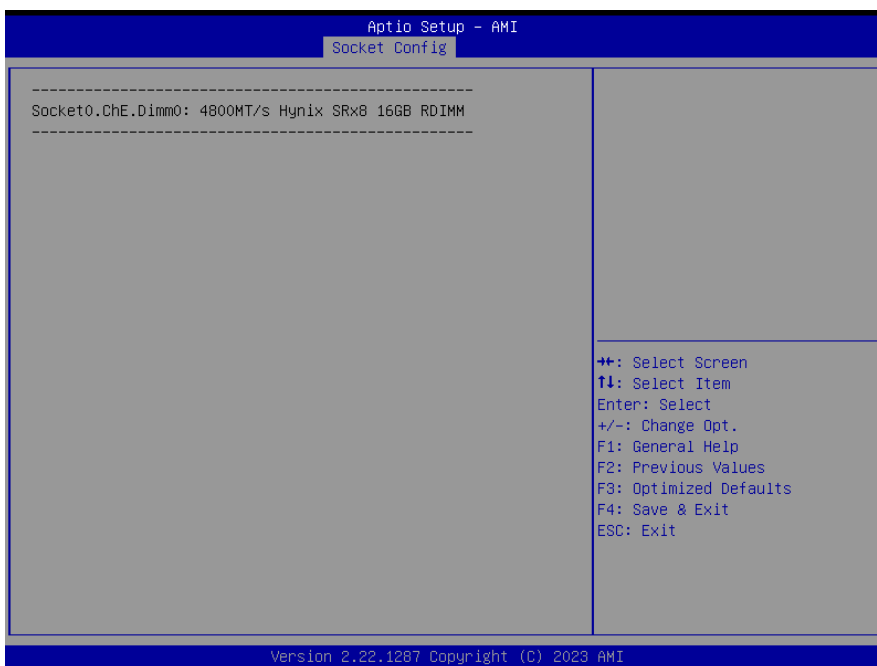 Aptio Setup - AMI
Socket Config
------------------------------------------------
Socket0.ChE.Dimm0: 4800MT/s Hynix SRx8 16GB RDIMM
------------------------------------------------
→←: Select Screen
↑↓: Select Item
Enter: Select
+/-: Change Opt.
F1: General Help
F2: Previous Values
F3: Optimized Defaults
F4: Save & Exit
ESC: Exit
Version 2.22.1287 Copyright (C) 2023 AMI